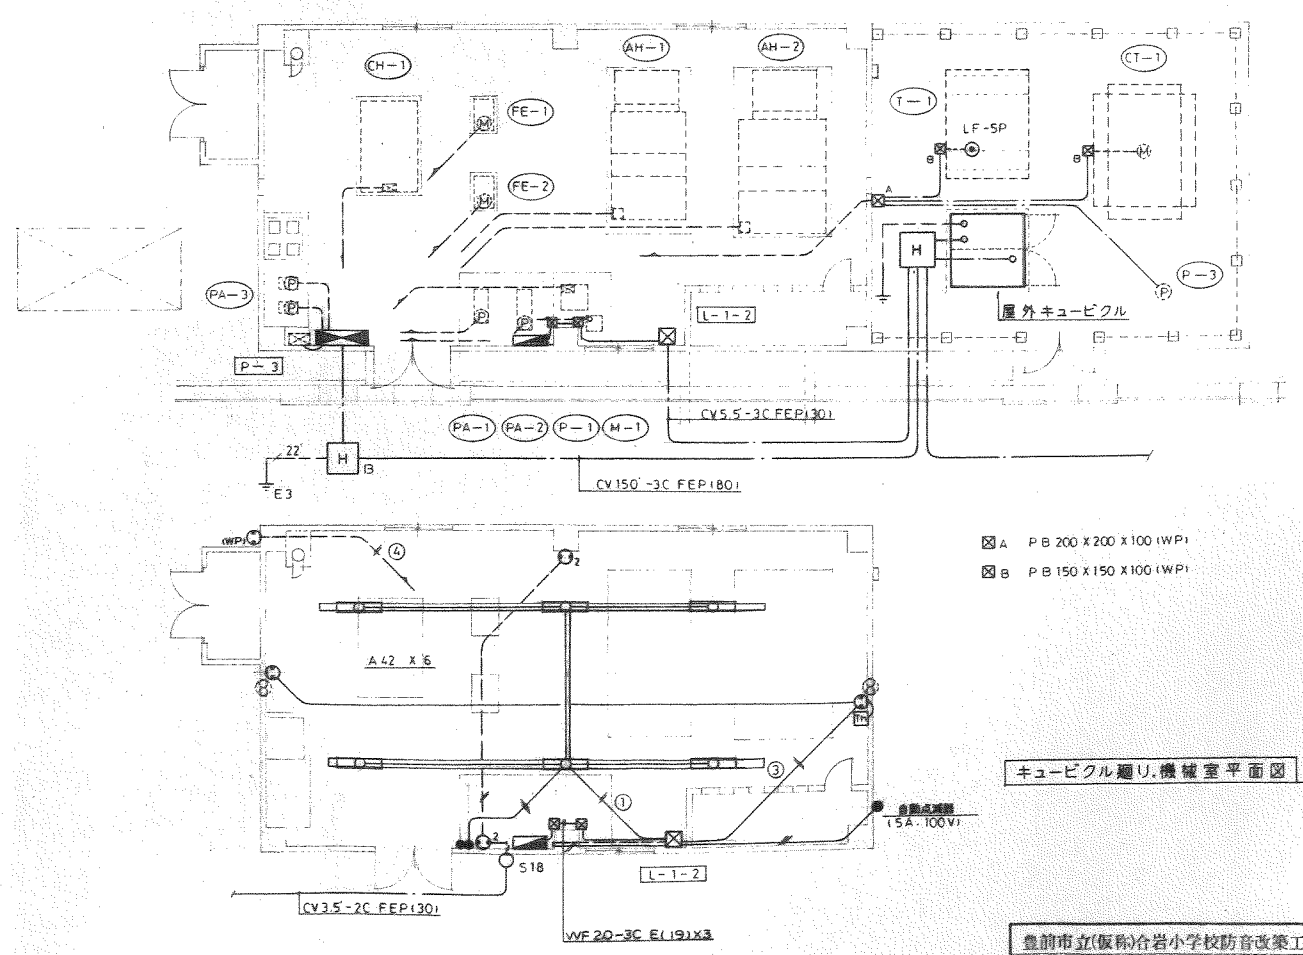 AH-1
AH-2
CT-1
CH-1
T-1
FE-1
M
LF-5P
B
B
M
FE-2
M
A
H
P-3
P
PA-3
P
P
P
P
L-1-2
屋外キュービクル
P-3
PA-1
PA-2
P-1
M-1
CV5.5°-3C FEP(30)
22
H
B
E3
CV150°-3C FEP(80)
(WP)
4
2
A PB 200 X 200 X 100 (WP)
B PB 150 X 150 X 100 (WP)
A42 X 6
TH
3
キュービクル廻り,機械室平面図
1
自動点滅器
(5A-100V)
2
S18
L-1-2
CV3.5°-2C FEP(30)
VVF 2.0-3C E(19)X3
豊前市立(仮称)合岩小学校防音改築工